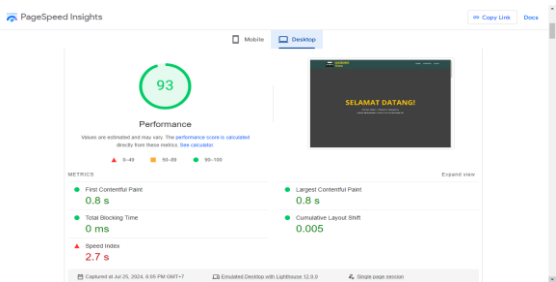 PageSpeed Insights
Copy Link
Docs
Mobile
Desktop
93
Performance
Values are estimated and may vary. The performance score is calculated
directly from these metrics. See calculator.
0–49
50–89
90–100
SELAMAT DATANG!
METRICS
Expand view
First Contentful Paint
0.8 s
Largest Contentful Paint
0.8 s
Total Blocking Time
0 ms
Cumulative Layout Shift
0.005
Speed Index
2.7 s
Captured at Jul 25, 2024, 8:05 PM GMT+7
Emulated Desktop with Lighthouse 12.0.0
Single page session